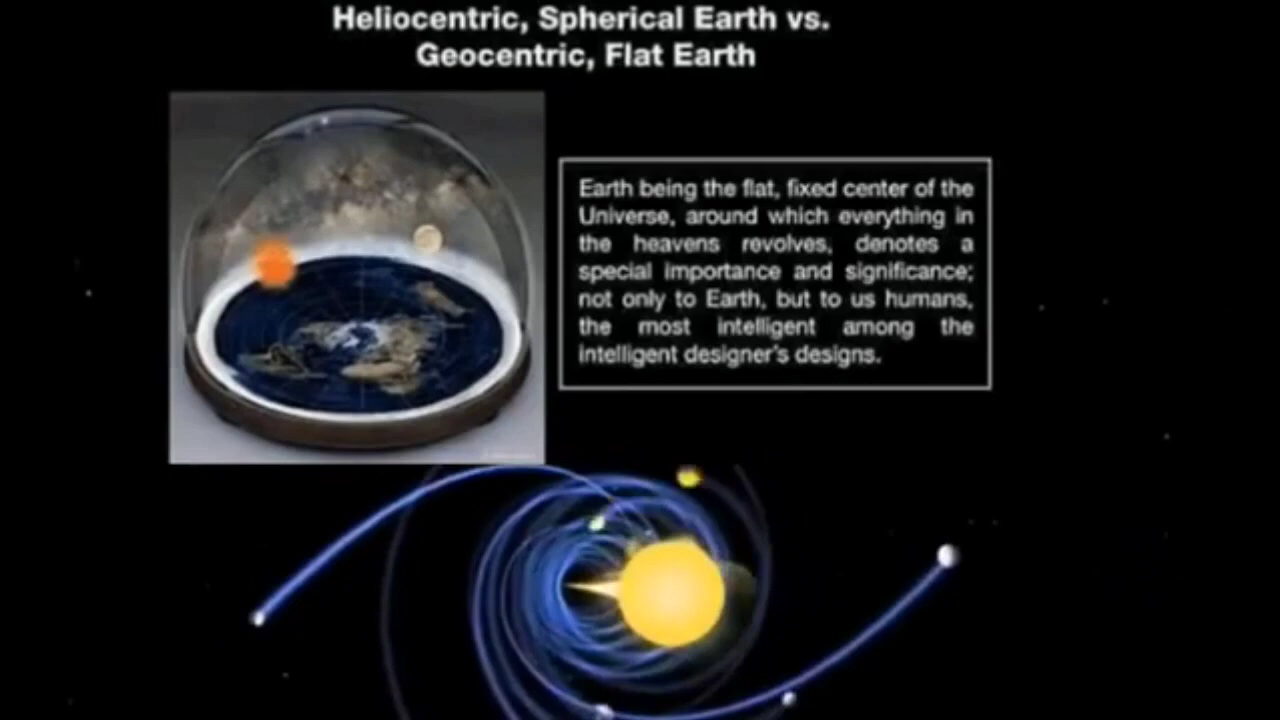 Heliocentric, Spherical Earth vs.
Geocentric, Flat Earth
Earth being the flat, fixed center of the
Universe, around which everything in
the heavens revolves, denotes a
special importance and significance;
not only to Earth, but to us humans,
the most intelligent among the
intelligent designer's designs.